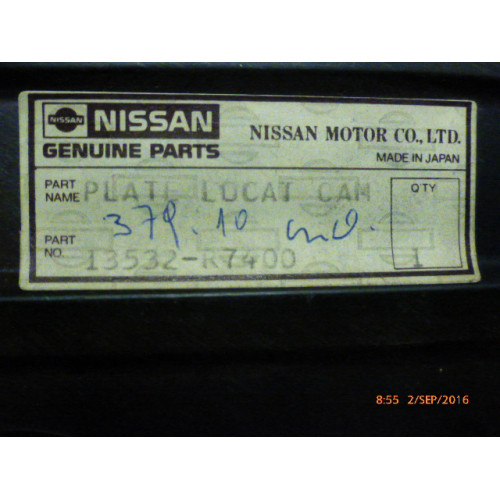 NISSAN
NISSAN
GENUINE PARTS
NISSAN MOTOR CO., LTD.
MADE IN JAPAN
PART NAME
PLATE LOCAT CAM
QTY
379.10
PART NO.
13532-R7400
1
8:55 2/SEP/2016